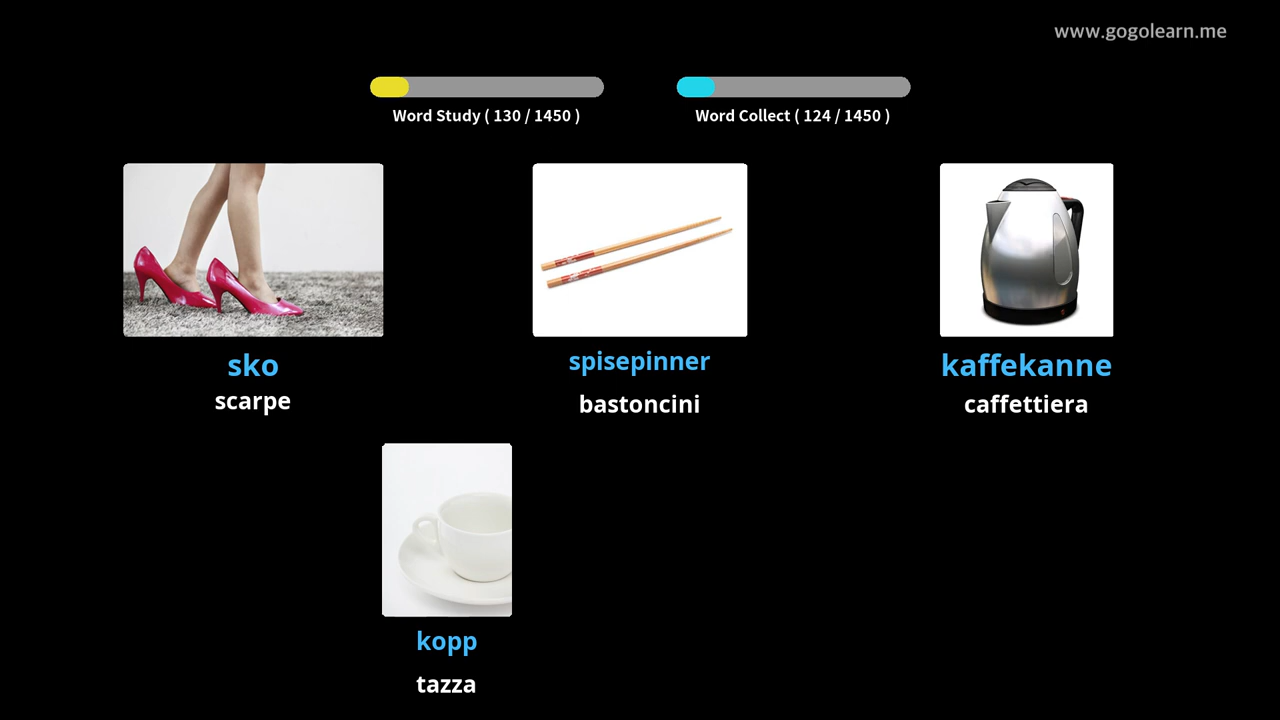 www.gogolearn.me
Word Study ( 130 / 1450 )
Word Collect ( 124 / 1450 )
sko
scarpe
spisepinner
bastoncini
kaffekanne
caffettiera
kopp
tazza